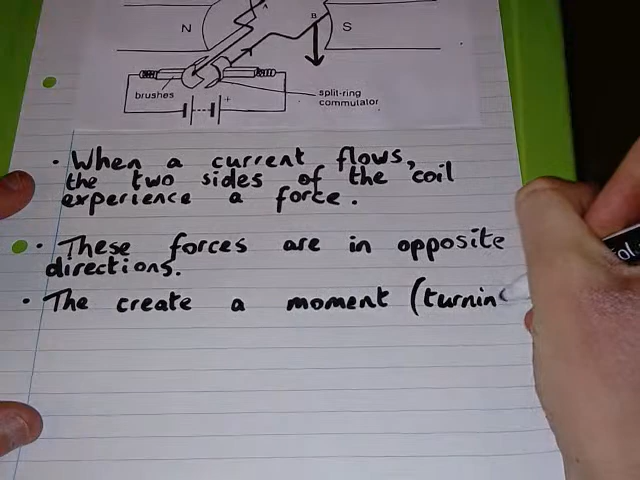 A
B
N
S
brushes
+
split-ring
commutator
• When a current flows,
the two sides of the coil
experience a force.
• These forces are in opposite
directions.
• The create a moment (turning